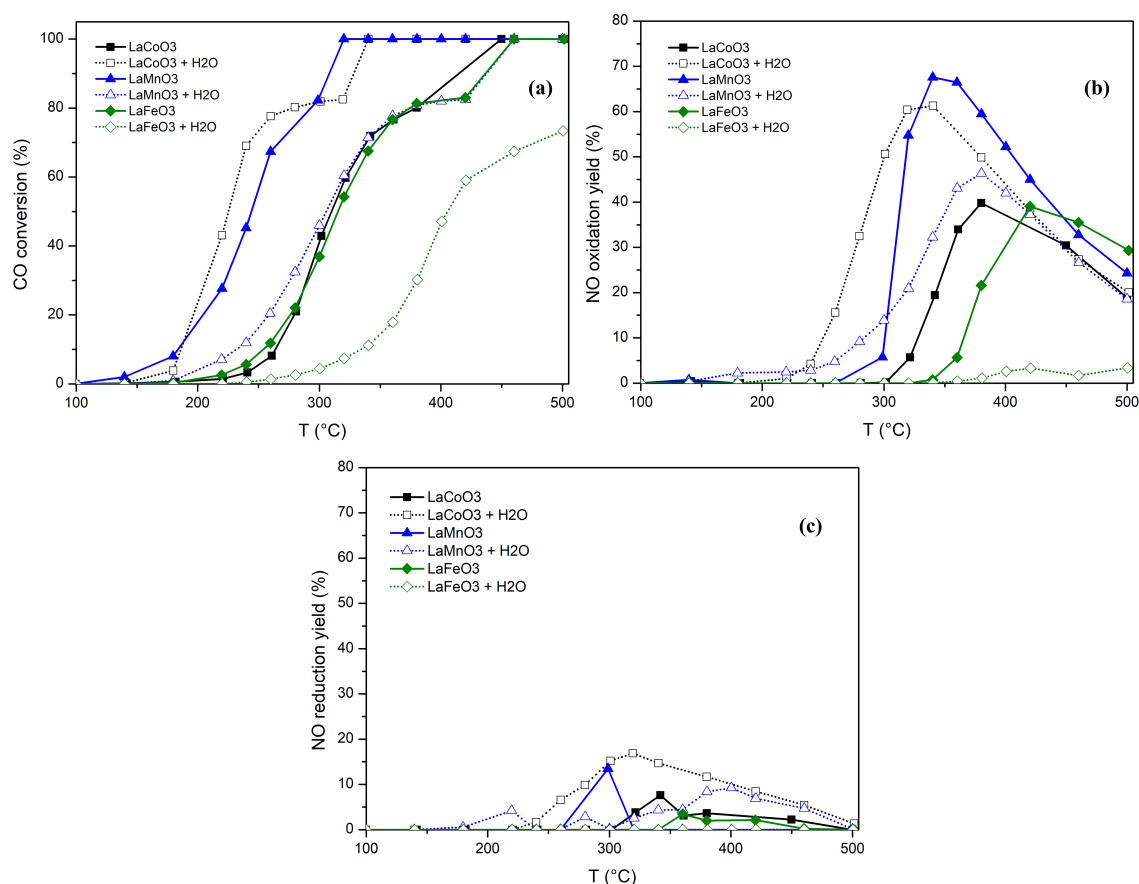 100
80
60
40
20
0
CO conversion (%)
LaCoO3
LaCoO3 + H2O
LaMnO3
LaMnO3 + H2O
LaFeO3
LaFeO3 + H2O
(a)
100 200 300 400 500
T (°C)
80
70
60
50
40
30
20
10
0
NO oxidation yield (%)
LaCoO3
LaCoO3 + H2O
LaMnO3
LaMnO3 + H2O
LaFeO3
LaFeO3 + H2O
(b)
100 200 300 400 500
T (°C)
80
70
60
50
40
30
20
10
0
NO reduction yield (%)
LaCoO3
LaCoO3 + H2O
LaMnO3
LaMnO3 + H2O
LaFeO3
LaFeO3 + H2O
(c)
100 200 300 400 500
T (°C)